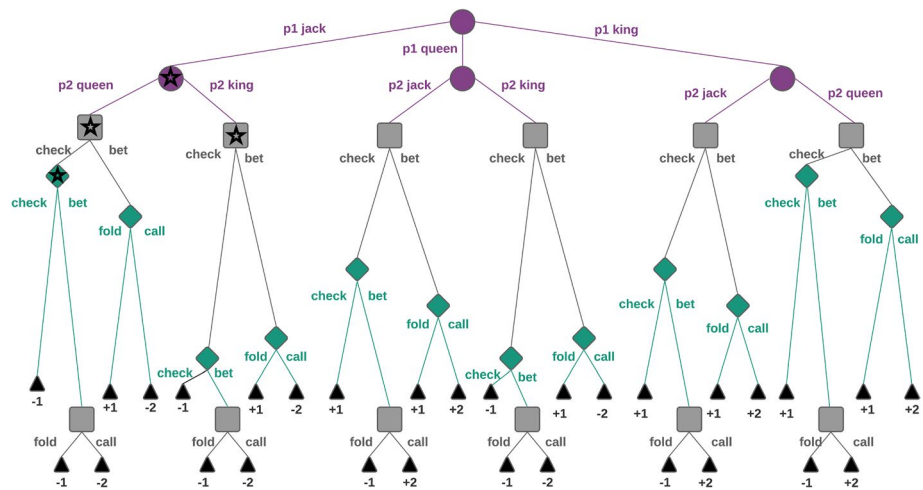 p1 jack
p1 queen
p1 king
p2 queen
p2 king
p2 jack
p2 king
p2 jack
p2 queen
check bet
check bet
check bet
check bet
check bet
check bet
check bet
fold call
check bet
fold call
check bet
fold call
check bet
fold call
check bet
fold call
check bet
fold call
check bet
fold call
-1
+1
-2
-1
+1
-2
+1
+1
+2
-1
+1
-2
+1
+1
+2
+1
+1
+2
fold call
fold call
fold call
fold call
fold call
fold call
-1
-2
-1
-2
-1
+2
-1
-2
-1
+2
-1
+2